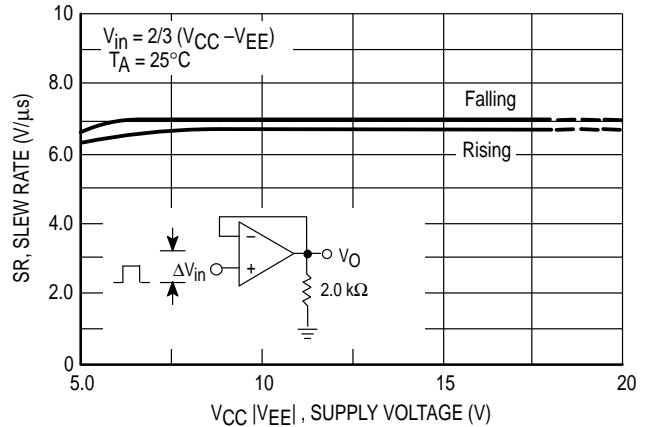 10
8.0
6.0
4.0
2.0
0
SR, SLEW RATE (V/µs)
Vin = 2/3 (VCC –VEE)
TA = 25°C
Falling
Rising
ΔVin
–
+
VO
2.0 kΩ
5.0 10 15 20
VCC |VEE| , SUPPLY VOLTAGE (V)